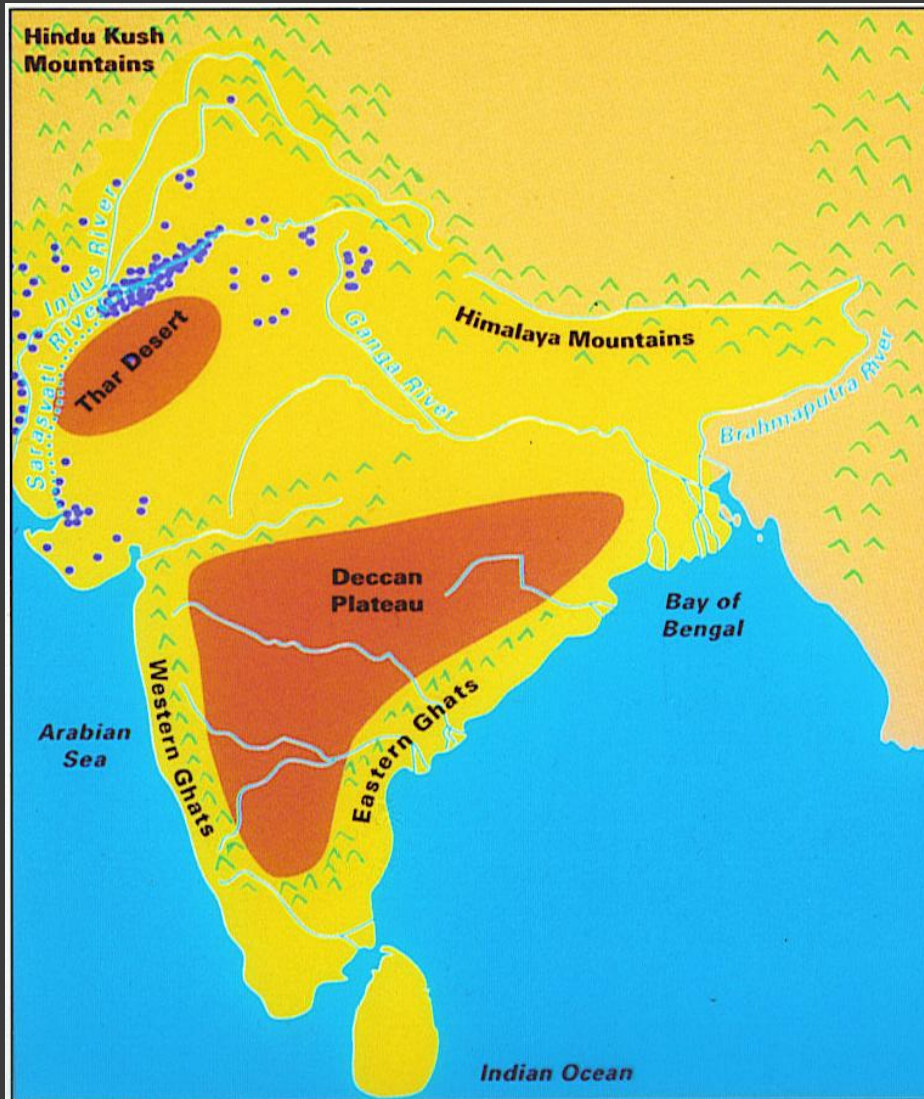 Hindu Kush
Mountains
Indus River
Sarasvati River
Thar Desert
Ganga River
Himalaya Mountains
Brahmaputra River
Deccan
Plateau
Bay of
Bengal
Western Ghats
Eastern Ghats
Arabian
Sea
Indian Ocean